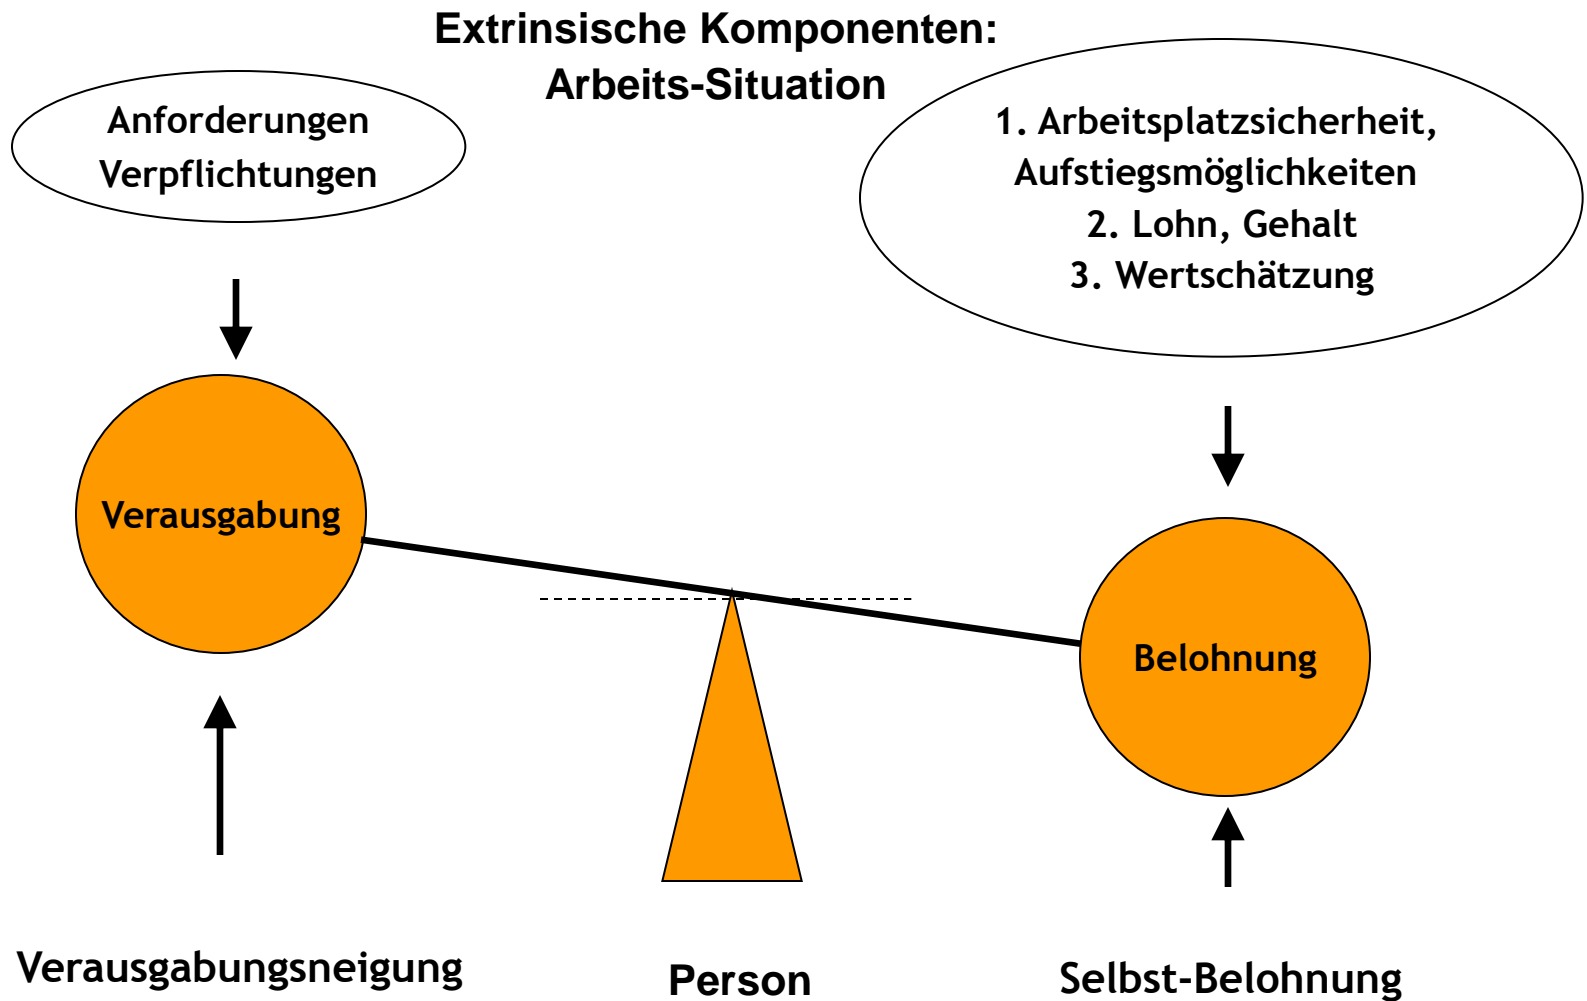 Extrinsische Komponenten:
Arbeits-Situation
Anforderungen
Verpflichtungen
1. Arbeitsplatzsicherheit,
Aufstiegsmöglichkeiten
2. Lohn, Gehalt
3. Wertschätzung
Verausgabung
Belohnung
Verausgabungsneigung
Person
Selbst-Belohnung